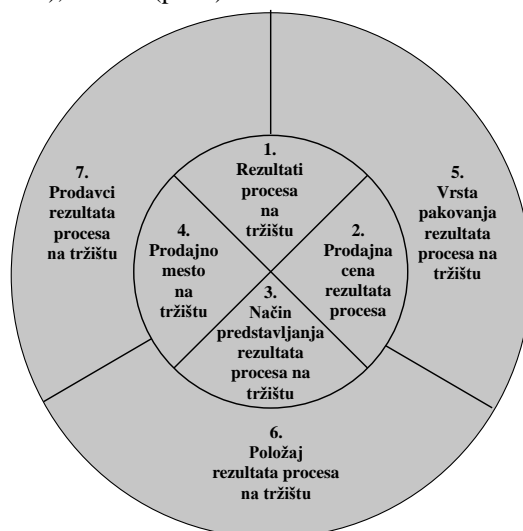 1.
Rezultati
procesa
na
tržištu
2.
Prodajna
cena
rezultata
procesa
3.
Način
predstavljanja
rezultata
procesa na
tržištu
4.
Prodajno
mesto
na
tržištu
5.
Vrsta
pakovanja
rezultata
procesa na
tržištu
6.
Položaj
rezultata procesa
na tržištu
7.
Prodavci
rezultata
procesa
na tržištu